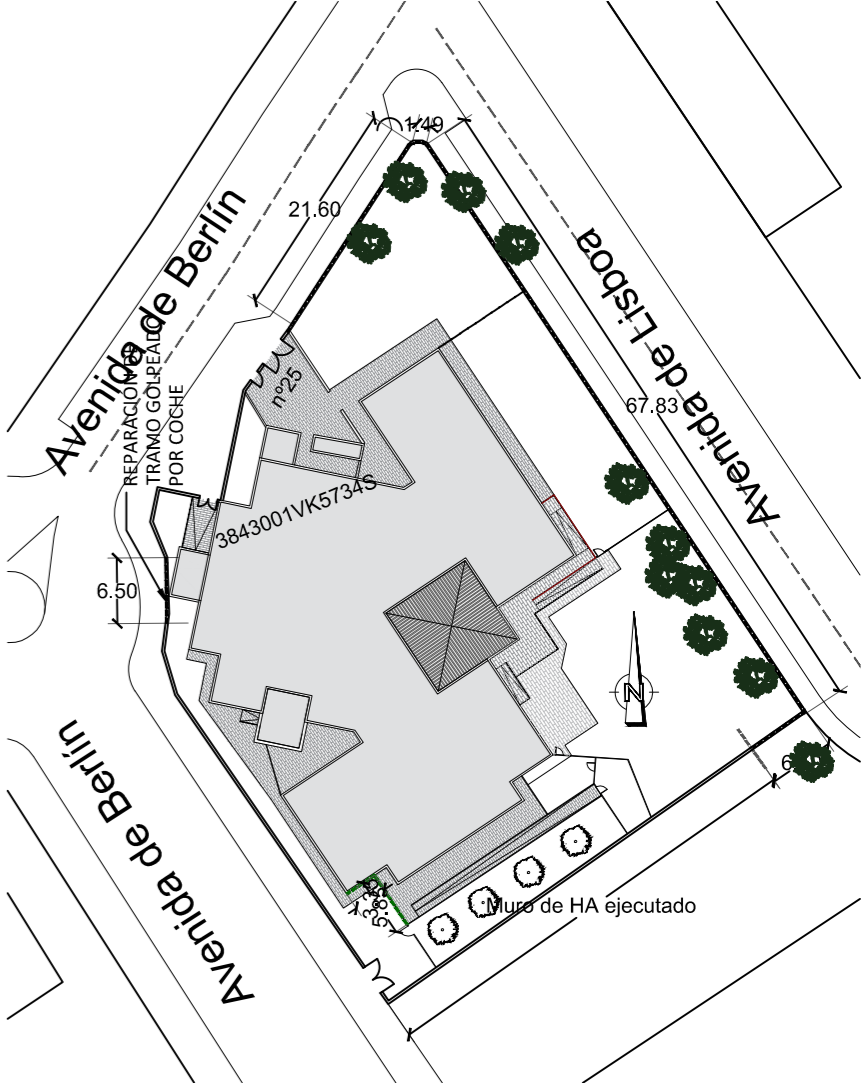 1.49
21.60
Avenida de Berlín
Avenida de Lisboa
nº25
67.83
REPARACIÓN DE
TRAMO GOLPEADO
POR COCHE
3843001VK5734S
6.50
N
Avenida de Berlín
Muro de HA ejecutado